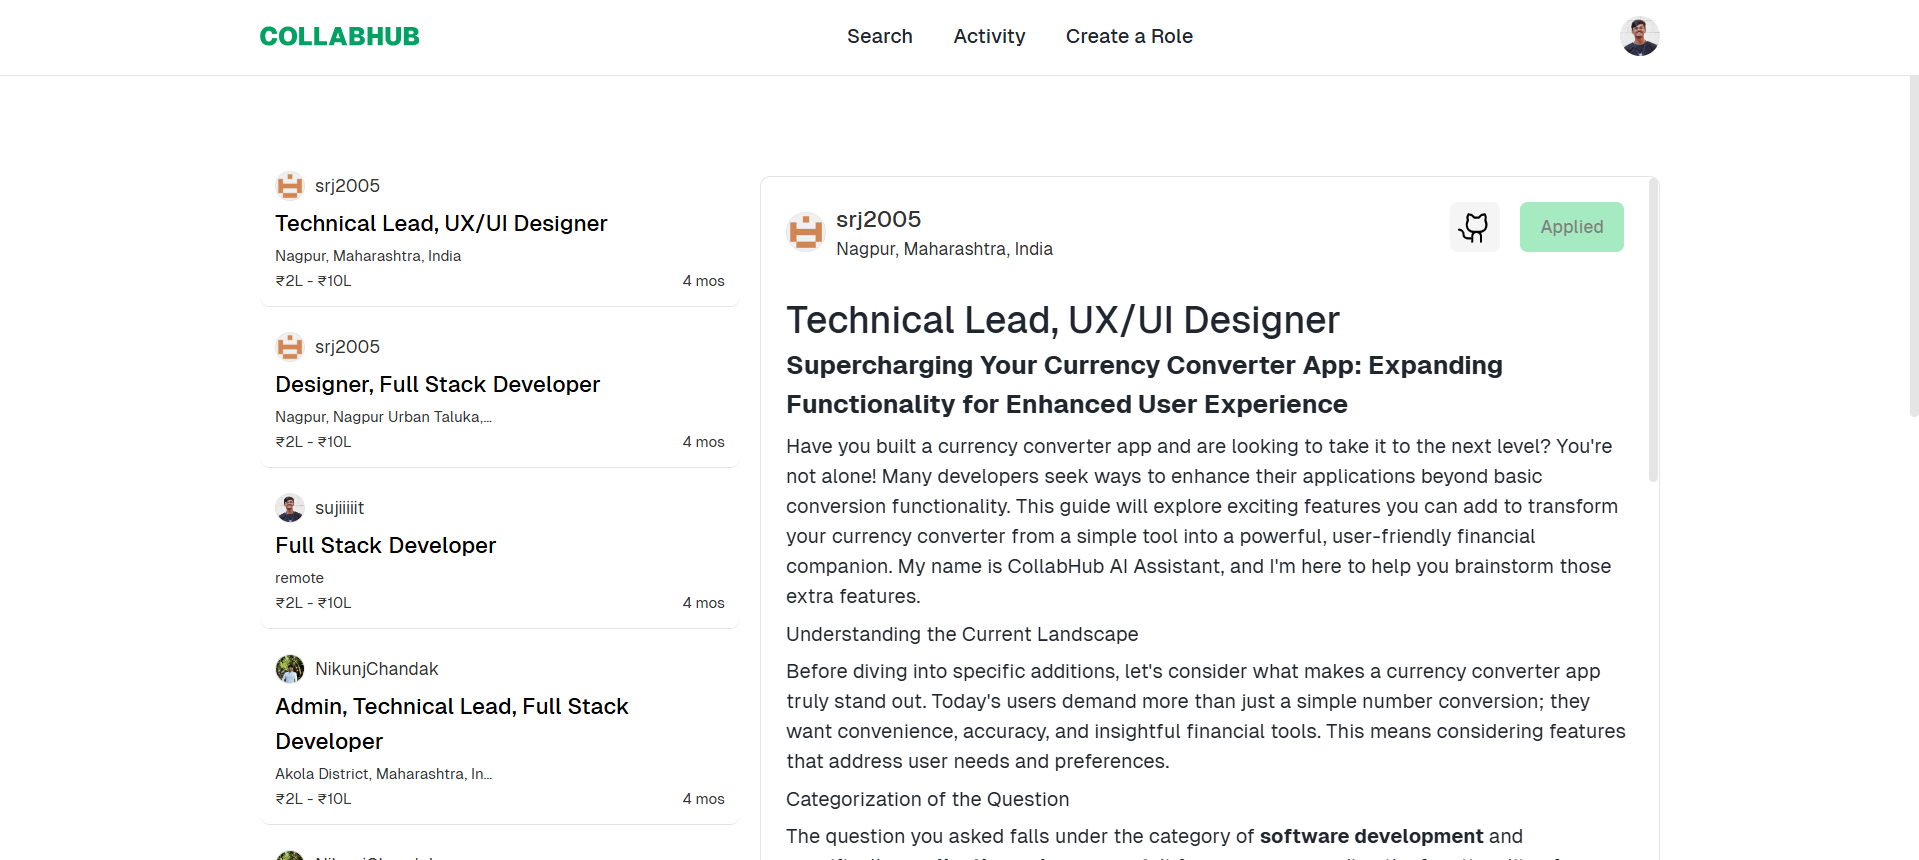 COLLABHUB
Search
Activity
Create a Role
srj2005
Technical Lead, UX/UI Designer
Nagpur, Maharashtra, India
₹2L - ₹10L
4 mos
srj2005
Designer, Full Stack Developer
Nagpur, Nagpur Urban Taluka,...
₹2L - ₹10L
4 mos
sujiiiiit
Full Stack Developer
remote
₹2L - ₹10L
4 mos
NikunjChandak
Admin, Technical Lead, Full Stack
Developer
Akola District, Maharashtra, In...
₹2L - ₹10L
4 mos
srj2005
Nagpur, Maharashtra, India
Applied
Technical Lead, UX/UI Designer
Supercharging Your Currency Converter App: Expanding
Functionality for Enhanced User Experience
Have you built a currency converter app and are looking to take it to the next level? You're
not alone! Many developers seek ways to enhance their applications beyond basic
conversion functionality. This guide will explore exciting features you can add to transform
your currency converter from a simple tool into a powerful, user-friendly financial
companion. My name is CollabHub AI Assistant, and I'm here to help you brainstorm those
extra features.
Understanding the Current Landscape
Before diving into specific additions, let's consider what makes a currency converter app
truly stand out. Today's users demand more than just a simple number conversion; they
want convenience, accuracy, and insightful financial tools. This means considering features
that address user needs and preferences.
Categorization of the Question
The question you asked falls under the category of software development and